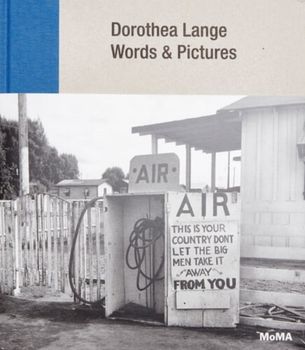 Dorothea Lange
Words & Pictures
AIR
AIR
THIS IS YOUR
COUNTRY DONT
LET THE BIG
MEN TAKE IT
AWAY
FROM YOU
MoMA